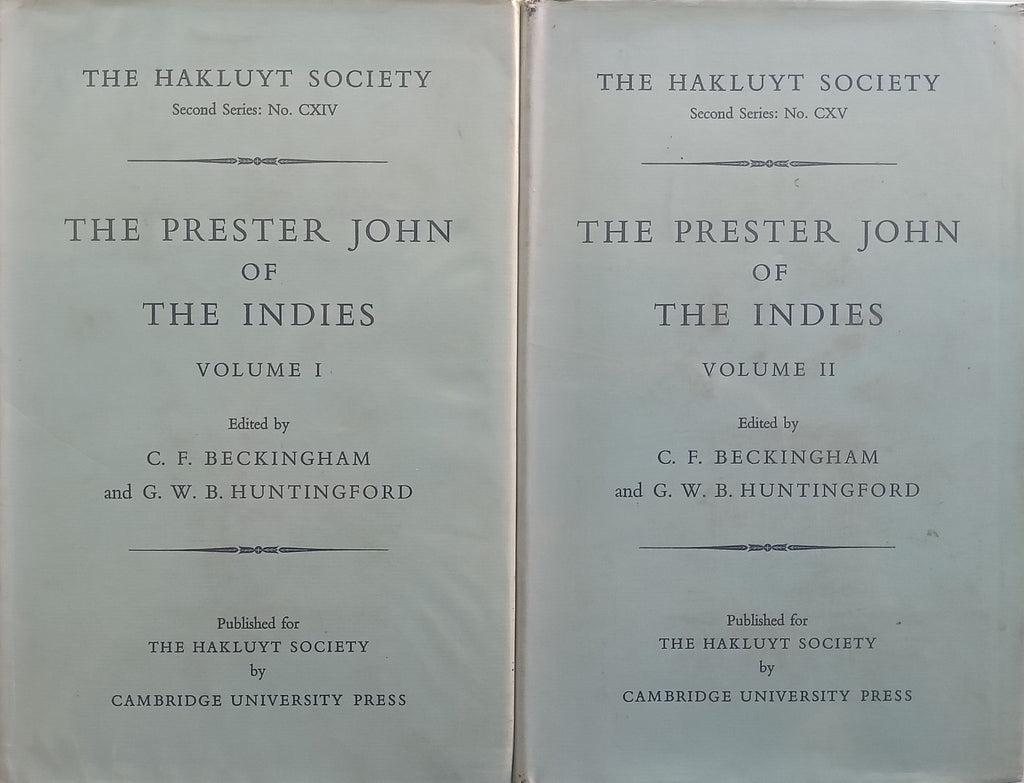 THE HAKLUYT SOCIETY
Second Series: No. CXIV
THE PRESTER JOHN
OF
THE INDIES
VOLUME I
Edited by
C. F. BECKINGHAM
and G. W. B. HUNTINGFORD
Published for
THE HAKLUYT SOCIETY
by
CAMBRIDGE UNIVERSITY PRESS
THE HAKLUYT SOCIETY
Second Series: No. CXV
THE PRESTER JOHN
OF
THE INDIES
VOLUME II
Edited by
C. F. BECKINGHAM
and G. W. B. HUNTINGFORD
Published for
THE HAKLUYT SOCIETY
by
CAMBRIDGE UNIVERSITY PRESS